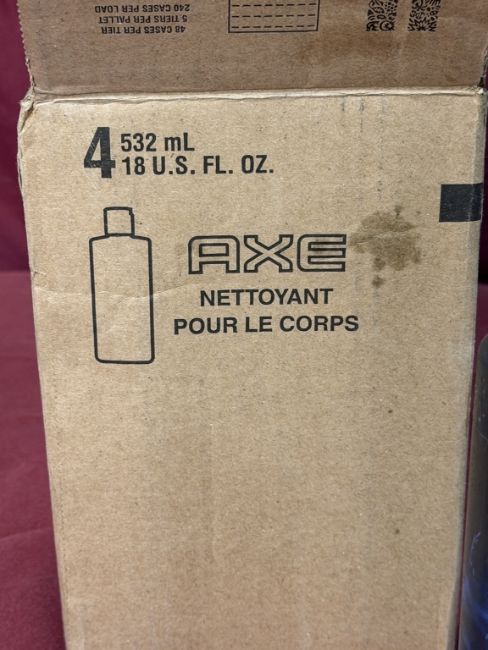 48 CASES PER TIER
5 TIERS PER PALLET
240 CASES PER LOAD
4 532 mL
18 U.S. FL. OZ.
AXE
NETTOYANT
POUR LE CORPS